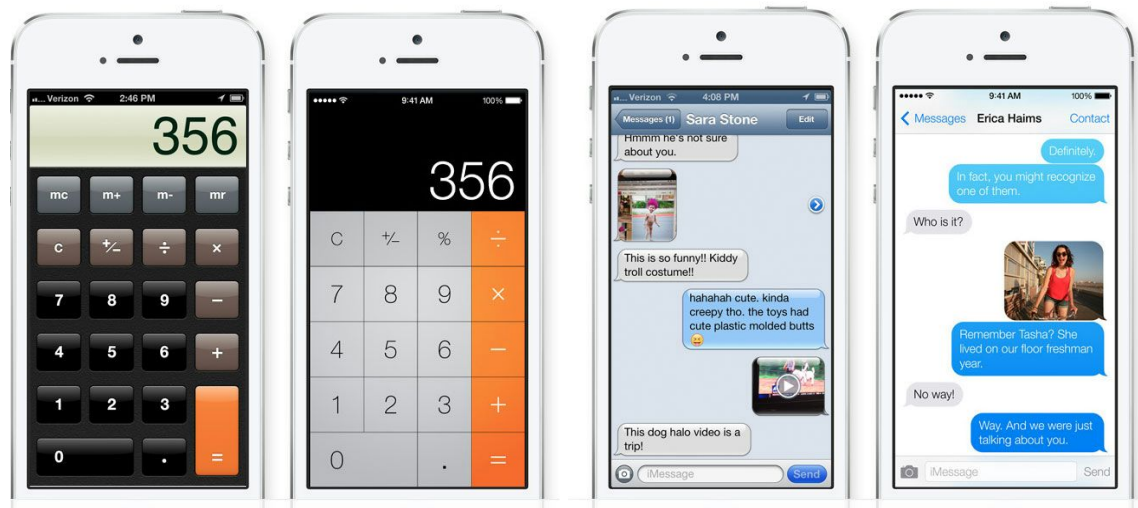 ... Verizon 2:46 PM
356
mc m+ m- mr
c +/- ÷ ×
7 8 9 −
4 5 6 +
1 2 3
0 . =
9:41 AM 100%
356
C +/- % ÷
7 8 9 ×
4 5 6 −
1 2 3 +
0 . =
... Verizon 4:08 PM
Messages (1) Sara Stone Edit
Hmmm he's not sure
about you.
This is so funny!! Kiddy
troll costume!!
hahahah cute. kinda
creepy tho. the toys had
cute plastic molded butts
😄
This dog halo video is a
trip!
iMessage Send
9:41 AM 100%
Messages Erica Haims Contact
Definitely.
In fact, you might recognize
one of them.
Who is it?
Remember Tasha? She
lived on our floor freshman
year.
No way!
Way. And we were just
talking about you.
iMessage Send